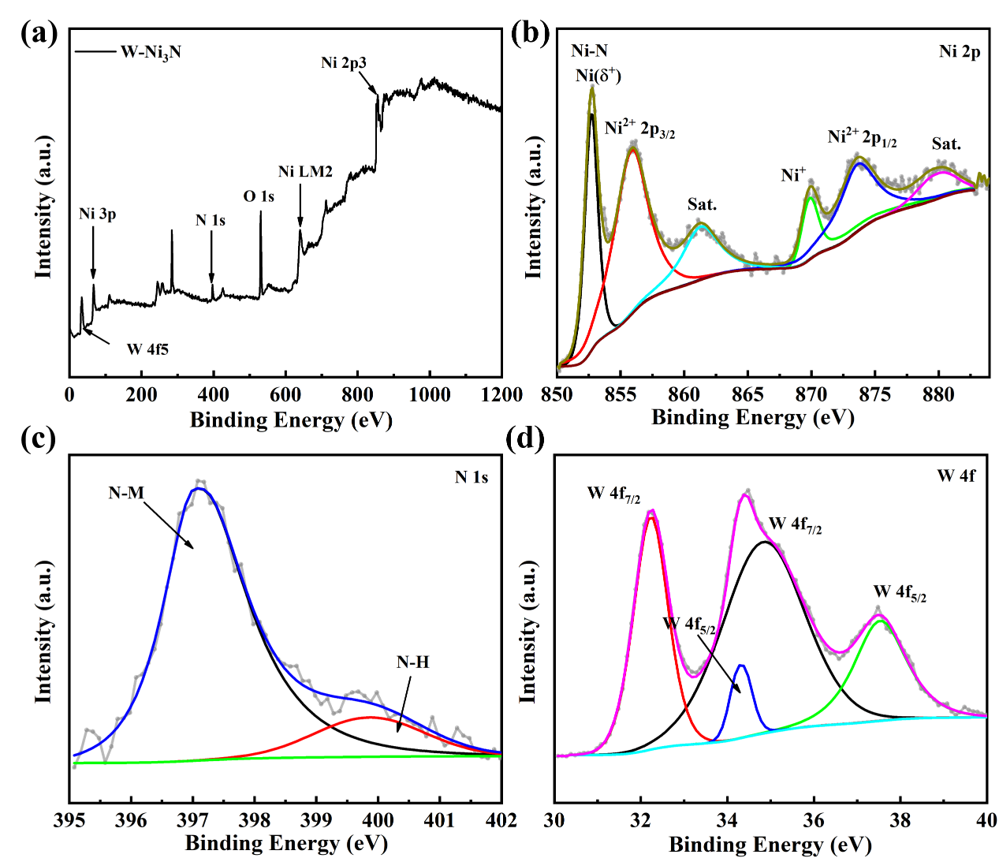 (a)
W-Ni₃N
Ni 2p3
Ni LM2
O 1s
N 1s
Ni 3p
W 4f5
Intensity (a.u.)
0 200 400 600 800 1000 1200
Binding Energy (eV)
(b)
Ni 2p
Ni-N
Ni(δ⁺)
Ni²⁺ 2p₃/₂
Sat.
Ni⁺
Ni²⁺ 2p₁/₂
Sat.
Intensity (a.u.)
850 855 860 865 870 875 880
Binding Energy (eV)
(c)
N 1s
N-M
N-H
Intensity (a.u.)
395 396 397 398 399 400 401 402
Binding Energy (eV)
(d)
W 4f
W 4f₇/₂
W 4f₇/₂
W 4f₅/₂
W 4f₅/₂
Intensity (a.u.)
30 32 34 36 38 40
Binding Energy (eV)